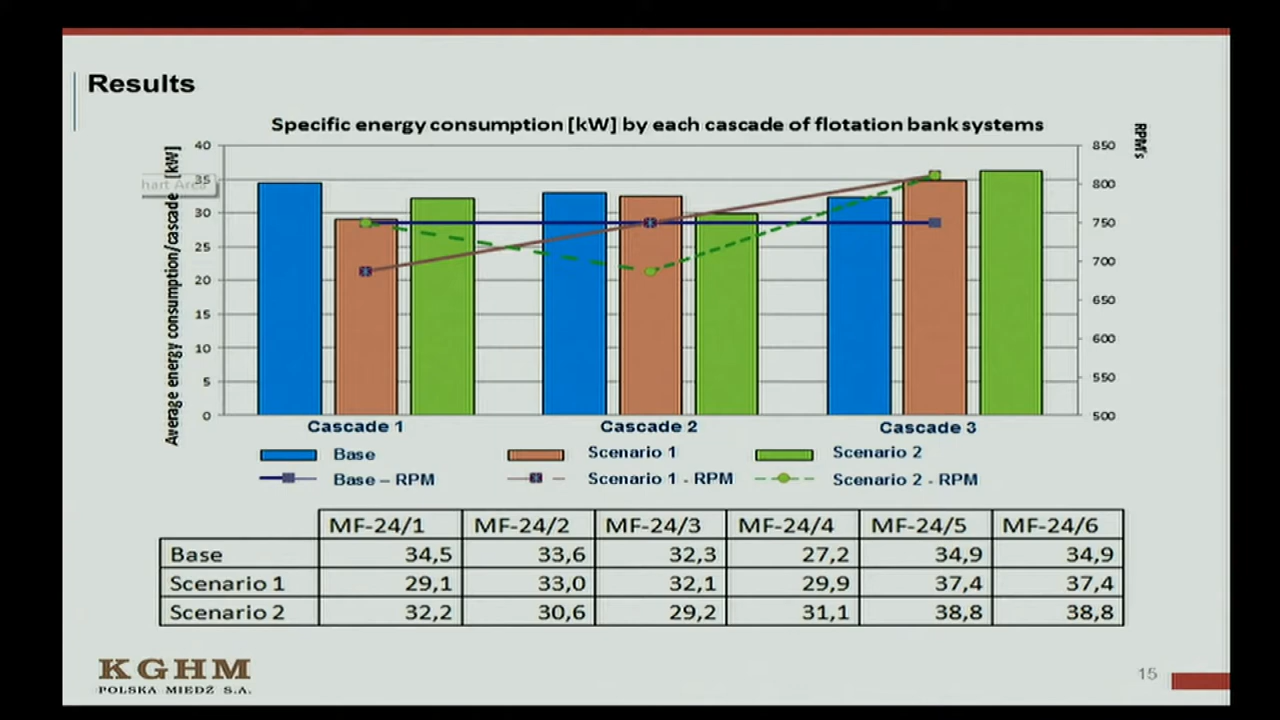 Results
Specific energy consumption [kW] by each cascade of flotation bank systems
Average energy consumption/cascade [kW]
RPM's
hart Area
40
35
30
25
20
15
10
5
0
850
800
750
700
650
600
550
500
Cascade 1 Cascade 2 Cascade 3
Base Scenario 1 Scenario 2
Base – RPM Scenario 1 - RPM Scenario 2 - RPM
MF-24/1 MF-24/2 MF-24/3 MF-24/4 MF-24/5 MF-24/6
Base 34,5 33,6 32,3 27,2 34,9 34,9
Scenario 1 29,1 33,0 32,1 29,9 37,4 37,4
Scenario 2 32,2 30,6 29,2 31,1 38,8 38,8
KGHM
POLSKA MIEDŹ S.A.
15